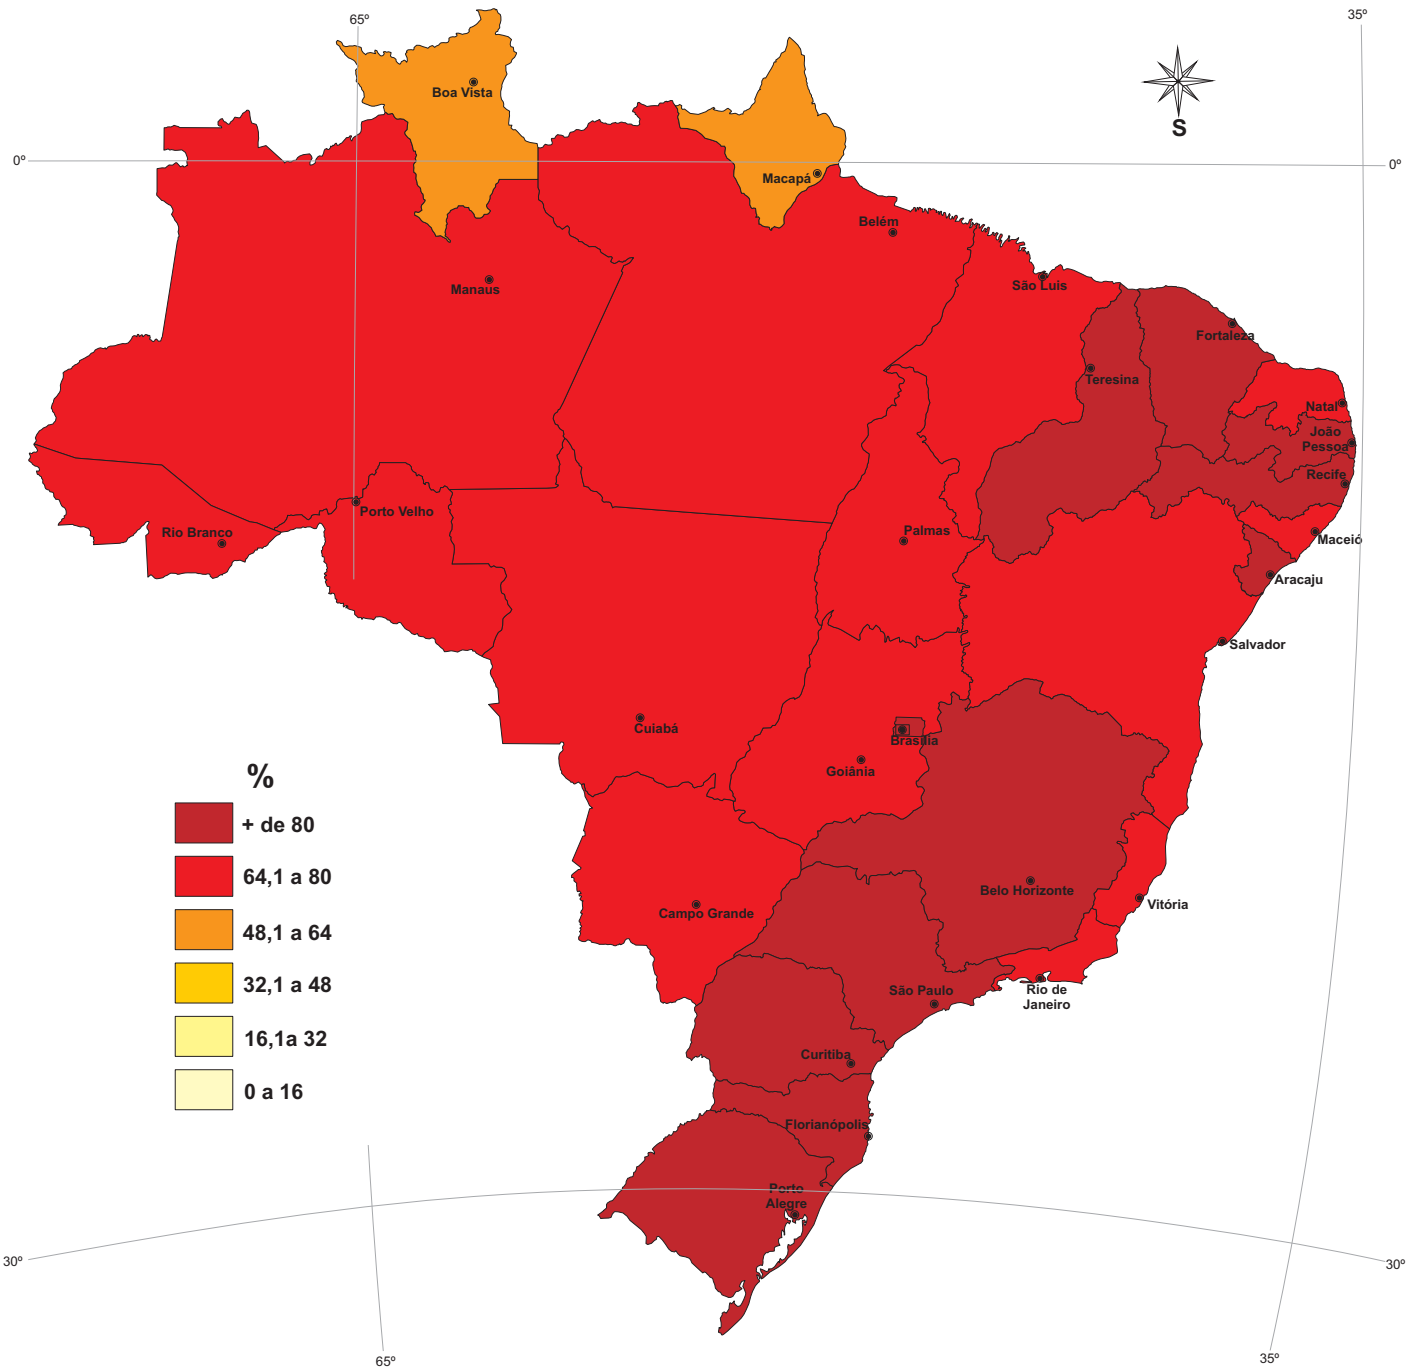 65º
35º
Boa Vista
S
0º
0º
Macapá
Belém
Manaus
São Luis
Fortaleza
Teresina
Natal
João
Pessoa
Recife
Porto Velho
Rio Branco
Palmas
Maceió
Aracaju
Salvador
Cuiabá
Brasília
Goiânia
%
+ de 80
64,1 a 80
48,1 a 64
32,1 a 48
16,1a 32
0 a 16
Belo Horizonte
Campo Grande
Vitória
São Paulo
Rio de
Janeiro
Curitiba
Florianópolis
Porto
Alegre
30º
30º
65º
35º